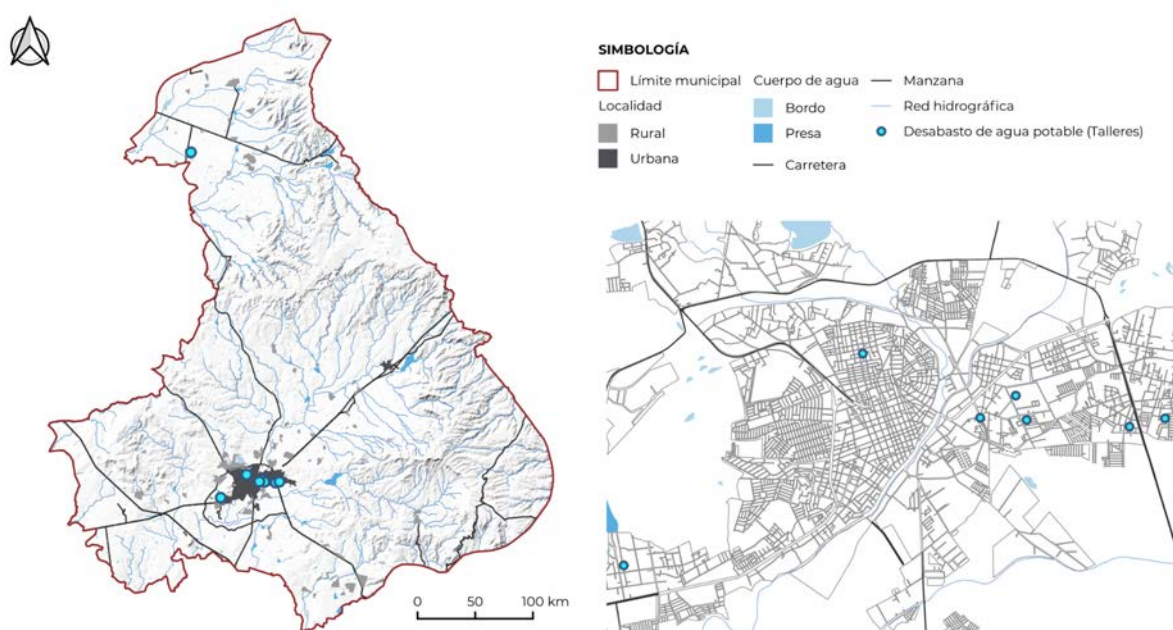 SIMBOLOGÍA
Límite municipal
Localidad
Rural
Urbana
Cuerpo de agua
Bordo
Presa
Carretera
Manzana
Red hidrográfica
Desabasto de agua potable (Talleres)
0 50 100 km